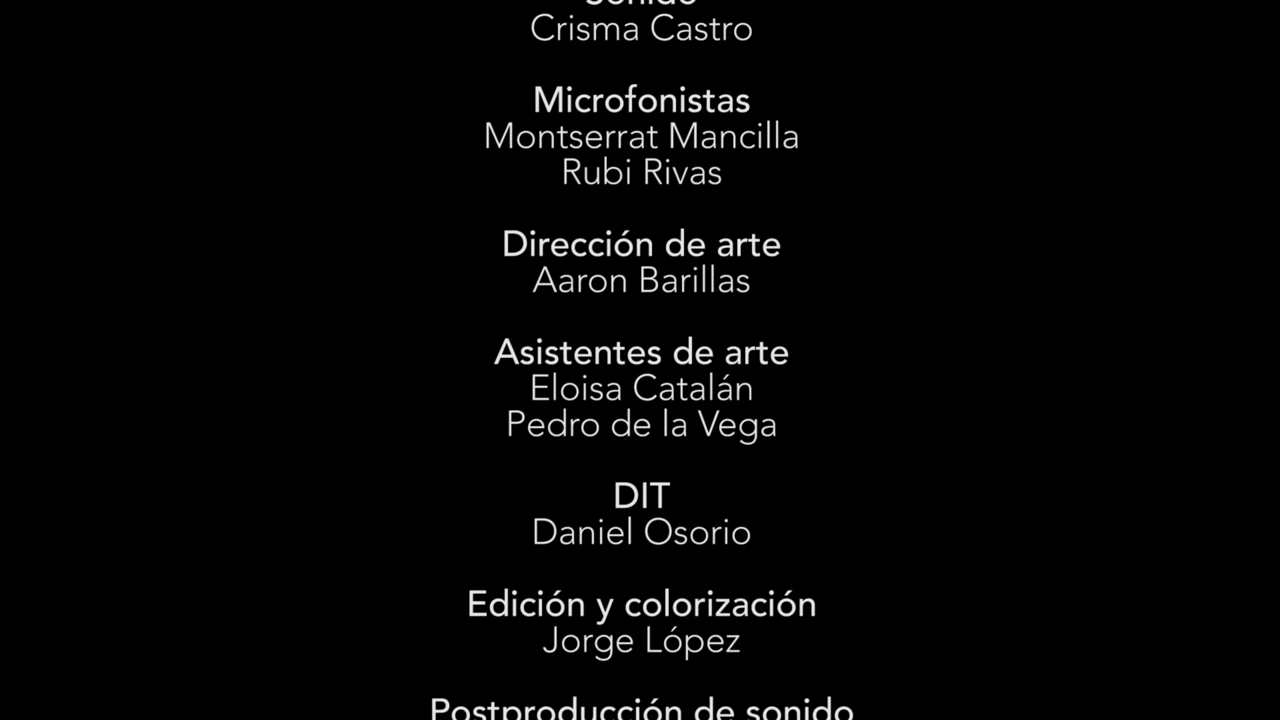 Sonido
Crisma Castro
Microfonistas
Montserrat Mancilla
Rubi Rivas
Dirección de arte
Aaron Barillas
Asistentes de arte
Eloisa Catalán
Pedro de la Vega
DIT
Daniel Osorio
Edición y colorización
Jorge López
Postproducción de sonido